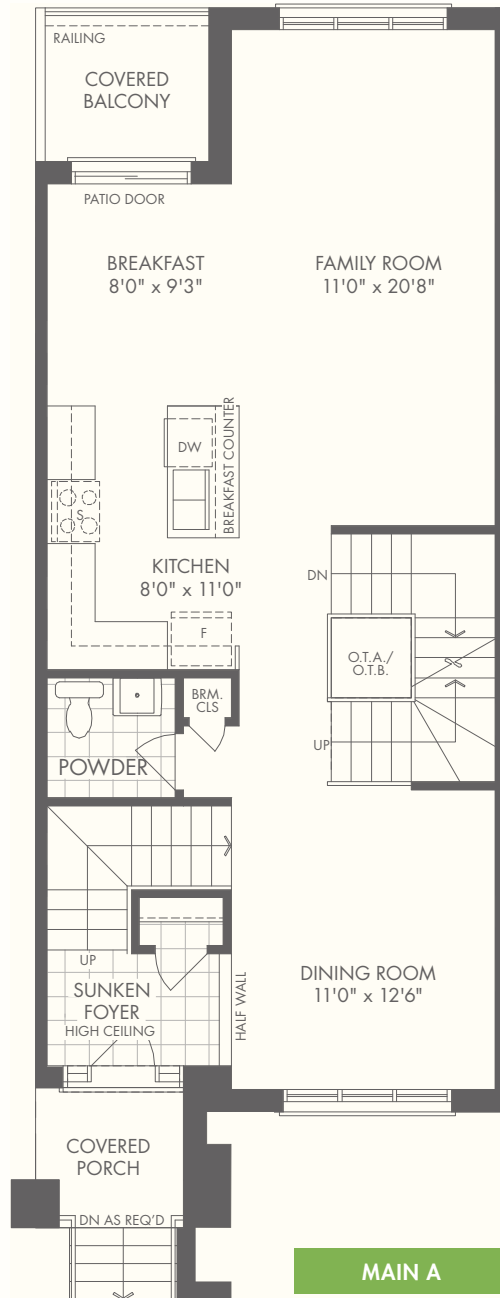 RAILING
COVERED
BALCONY
PATIO DOOR
BREAKFAST
8'0" x 9'3"
FAMILY ROOM
11'0" x 20'8"
DW
BREAKFAST COUNTER
S
KITCHEN
8'0" x 11'0"
F
DN
O.T.A./
O.T.B.
UP
BRM.
CLS
POWDER
UP
SUNKEN
FOYER
HIGH CEILING
HALF WALL
DINING ROOM
11'0" x 12'6"
COVERED
PORCH
DN AS REQ'D
MAIN A